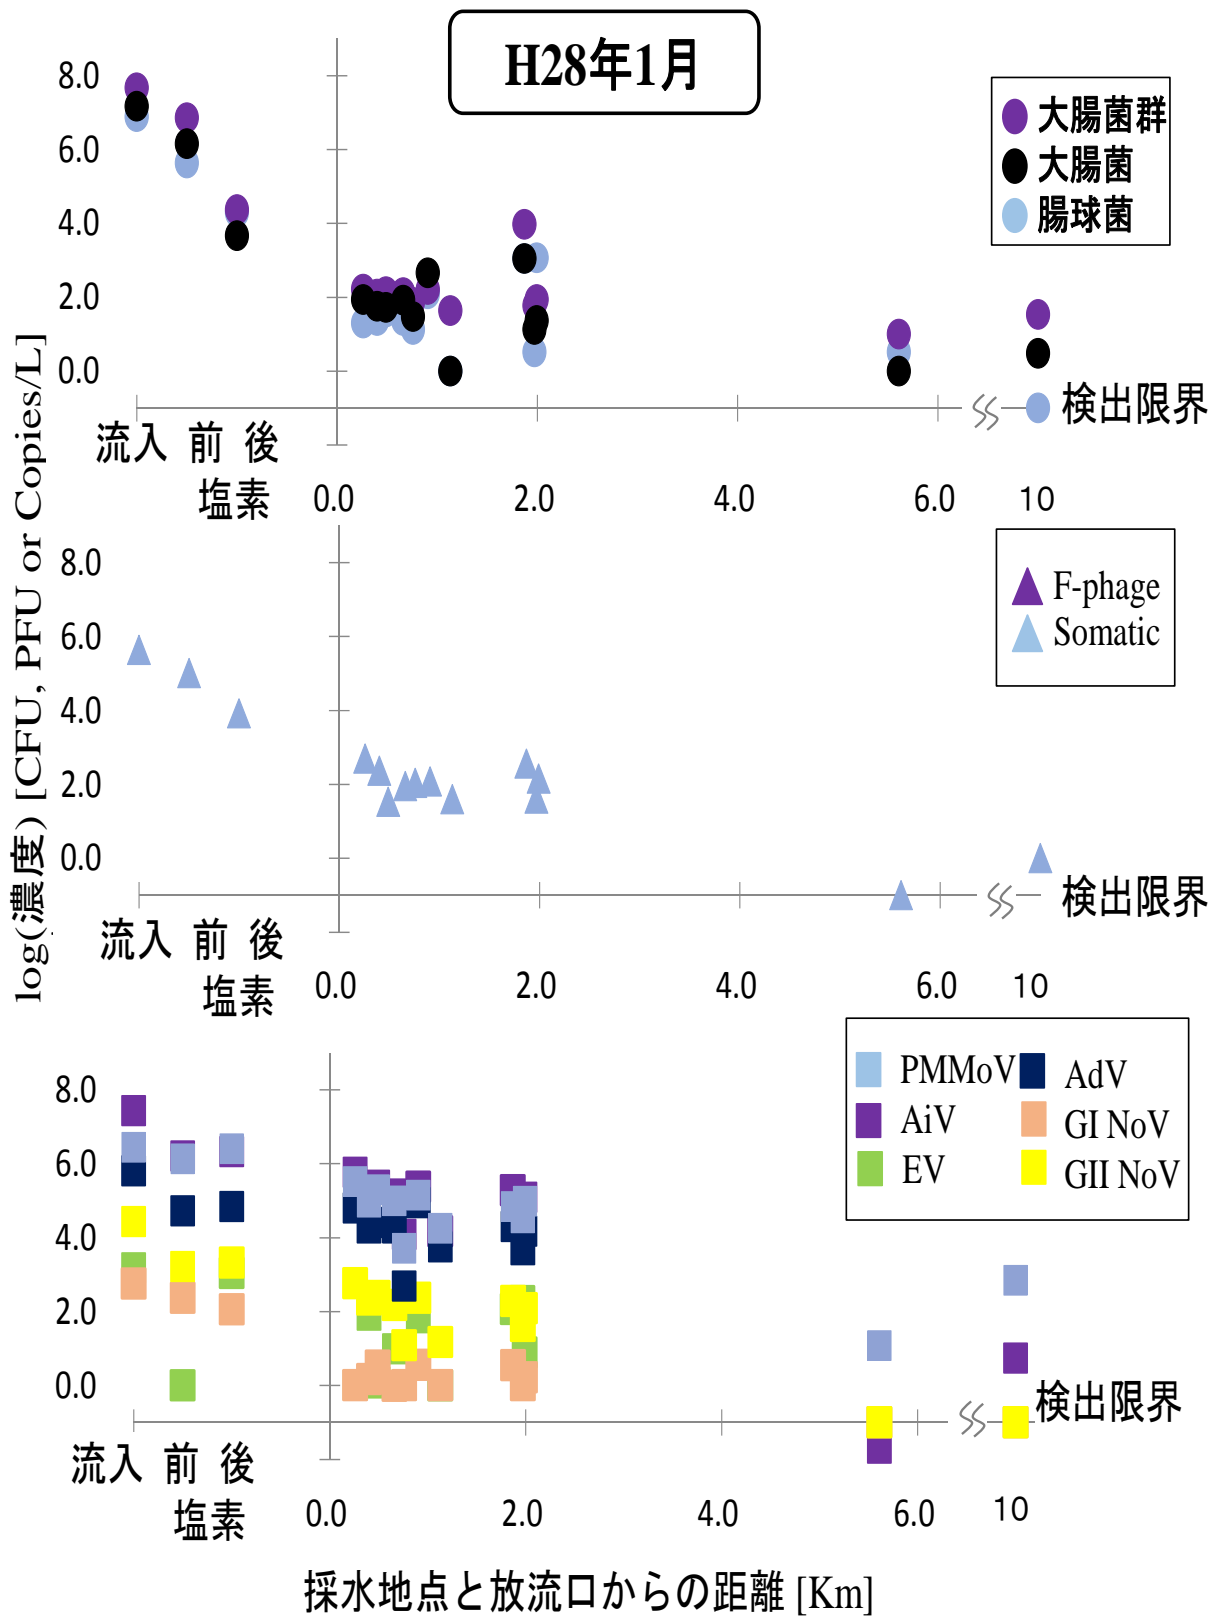 H28年1月
log(濃度) [CFU, PFU or Copies/L]
8.0
6.0
4.0
2.0
0.0
大腸菌群
大腸菌
腸球菌
検出限界
流入 前 後
塩素
0.0 2.0 4.0 6.0 10
8.0
6.0
4.0
2.0
0.0
F-phage
Somatic
検出限界
流入 前 後
塩素
0.0 2.0 4.0 6.0 10
8.0
6.0
4.0
2.0
0.0
PMMoV AdV
AiV GI NoV
EV GII NoV
検出限界
流入 前 後
塩素
0.0 2.0 4.0 6.0 10
採水地点と放流口からの距離 [Km]